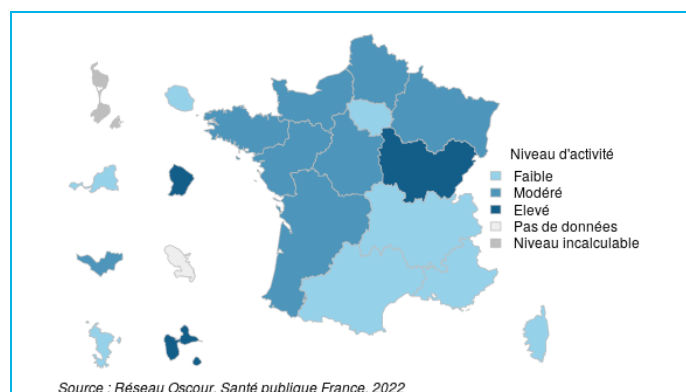 Niveau d'activité
Faible
Modéré
Elevé
Pas de données
Niveau incalculable
Source : Réseau Oscour, Santé publique France, 2022